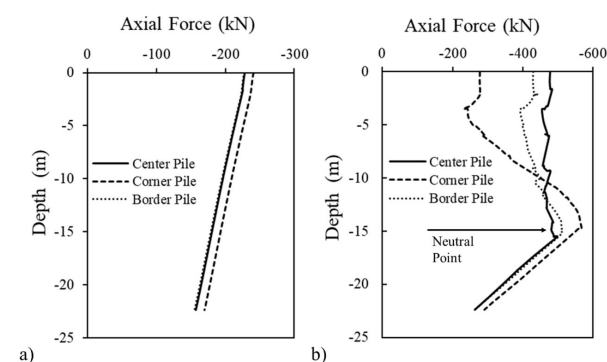 Axial Force (kN)
0 -100 -200 -300
0
-5
-10
-15
-20
-25
Depth (m)
Center Pile
Corner Pile
Border Pile
a)
Axial Force (kN)
0 -200 -400 -600
0
-5
-10
-15
-20
-25
Depth (m)
Center Pile
Corner Pile
Border Pile
Neutral
Point
b)